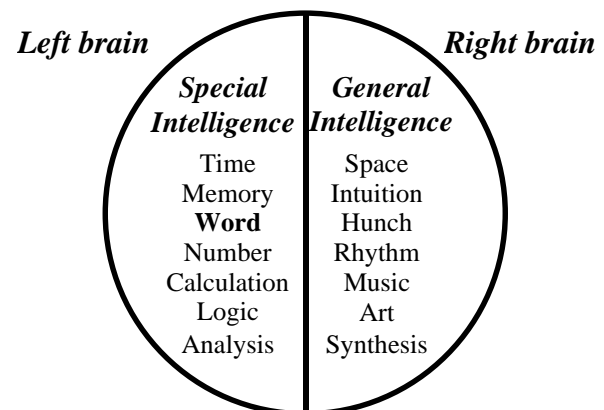 Left brain
Right brain
Special
Intelligence
Time
Memory
Word
Number
Calculation
Logic
Analysis
General
Intelligence
Space
Intuition
Hunch
Rhythm
Music
Art
Synthesis